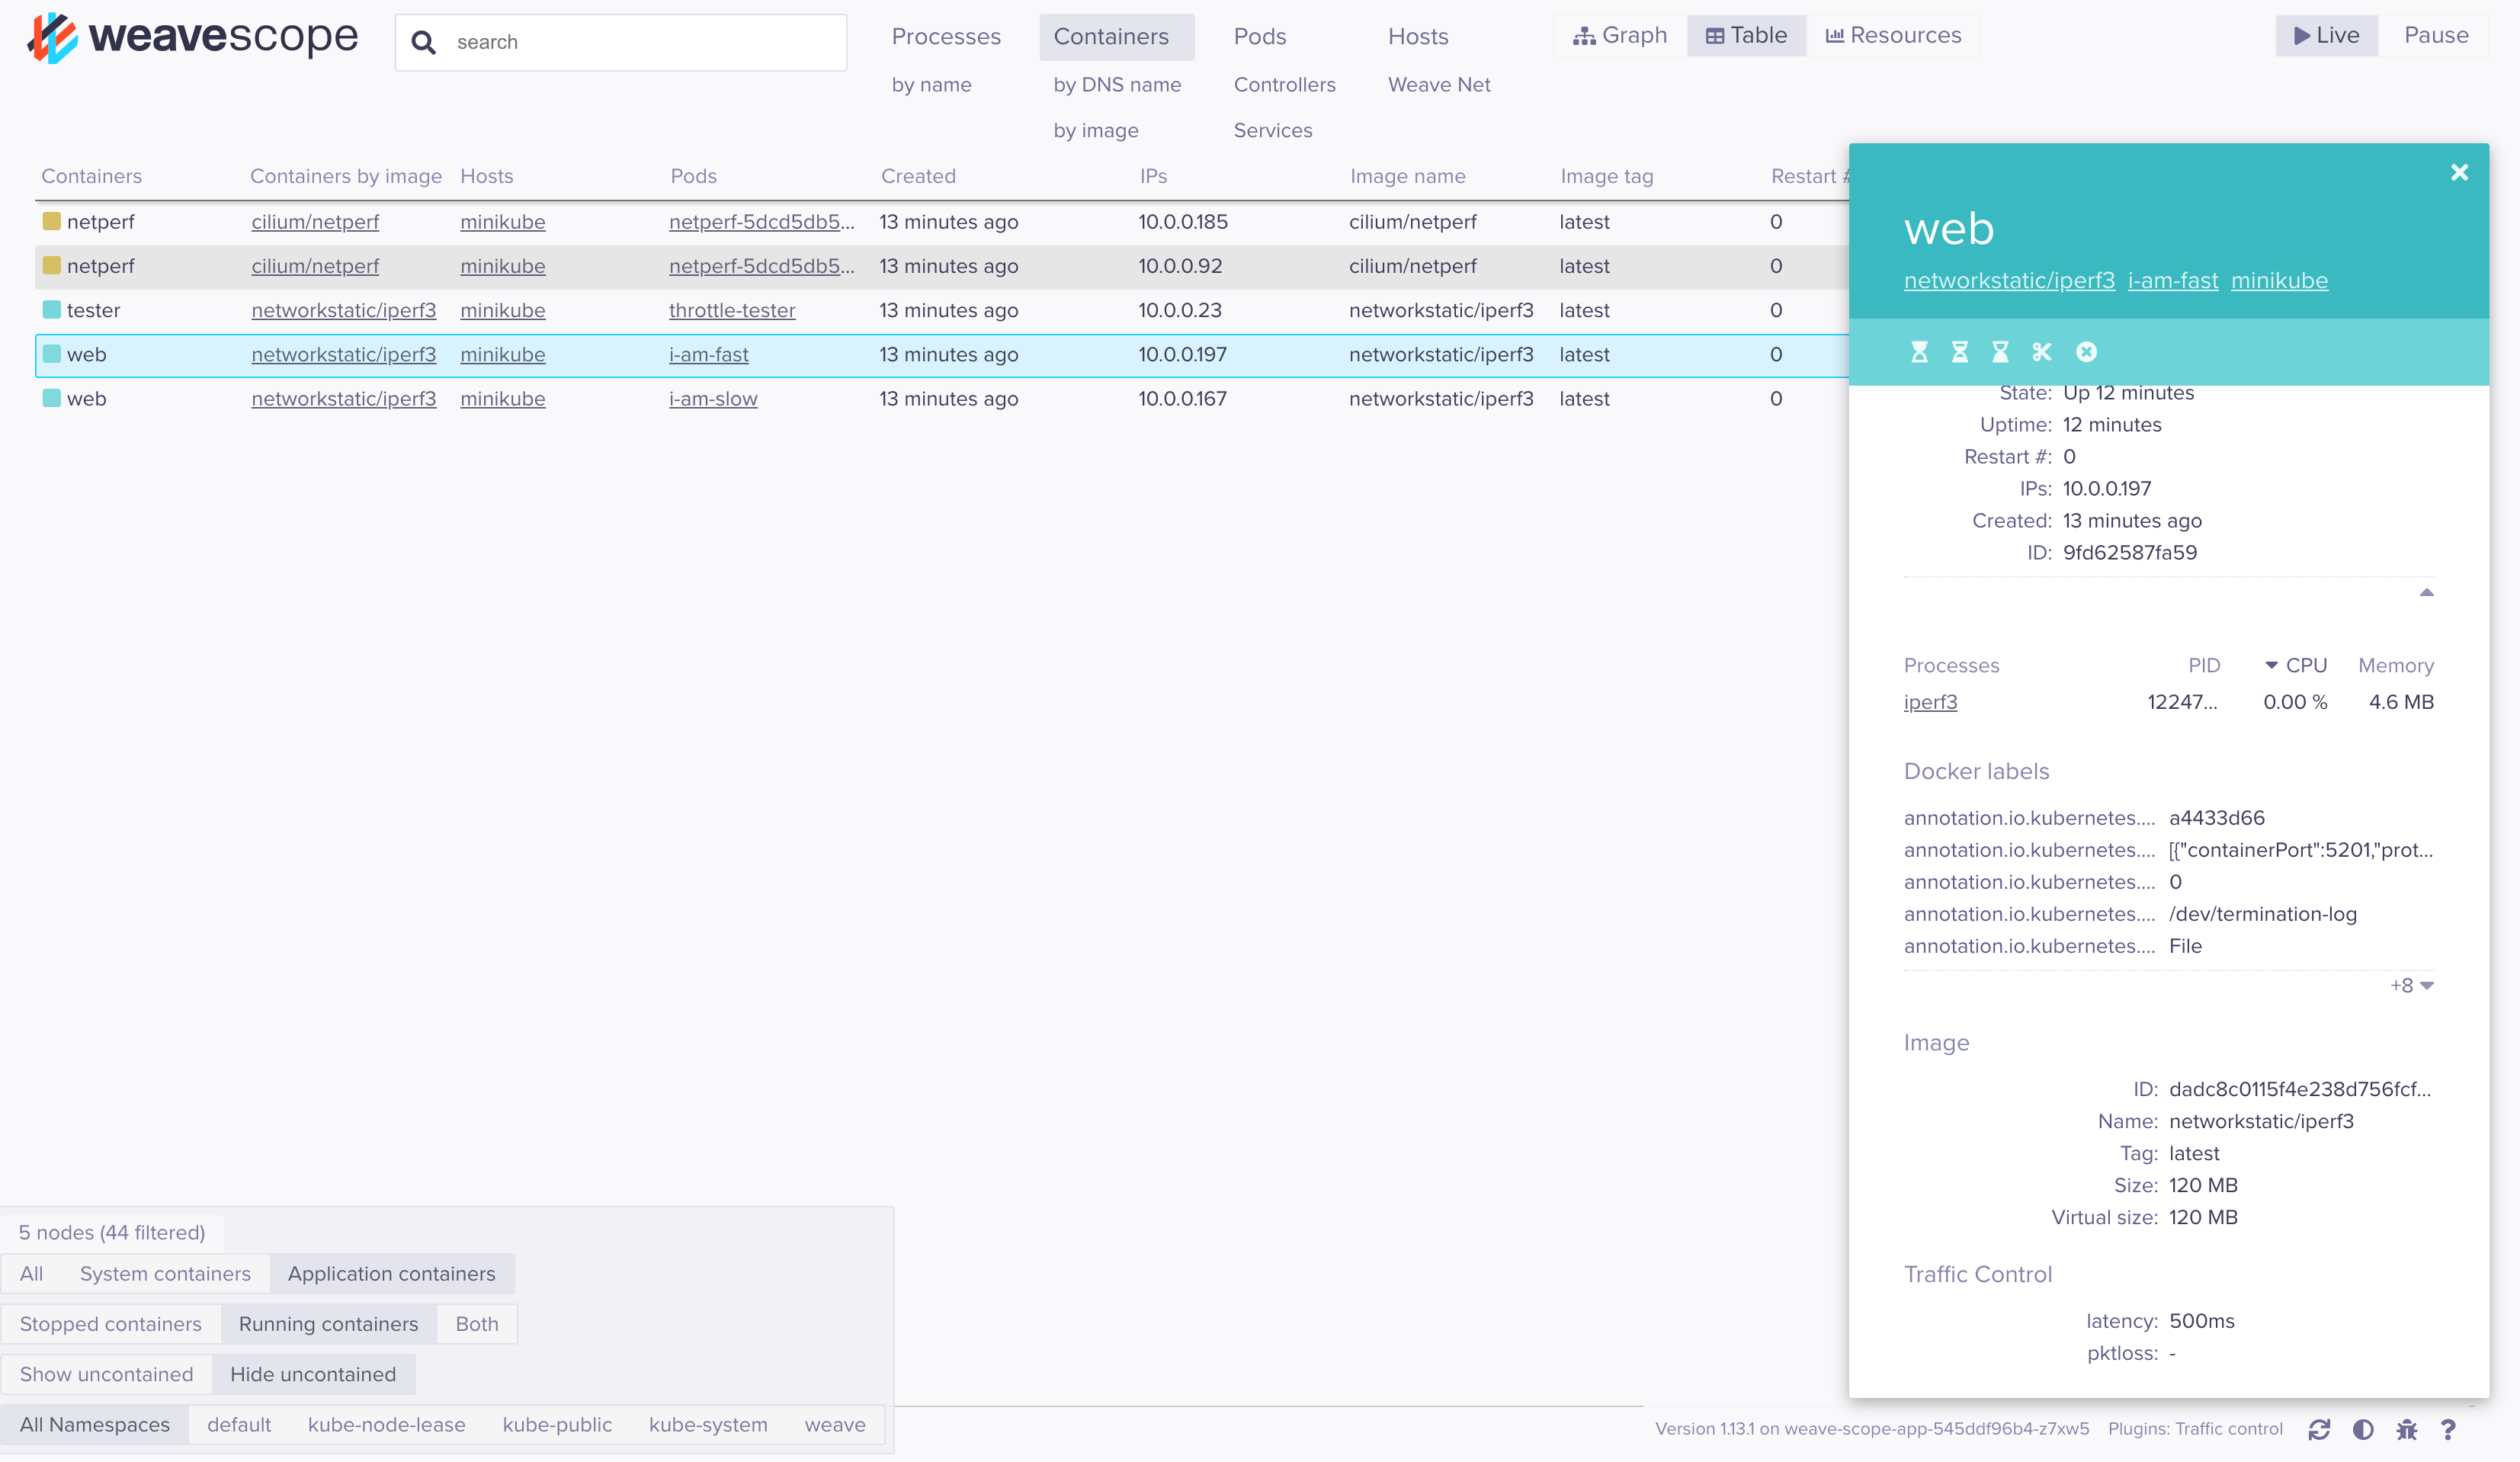 weavescope
search
Processes
by name
Containers
by DNS name
by image
Pods
Controllers
Services
Hosts
Weave Net
Graph
Table
Resources
Live
Pause
Containers Containers by image Hosts Pods Created IPs Image name Image tag Restart #
netperf cilium/netperf minikube netperf-5dcd5db5... 13 minutes ago 10.0.0.185 cilium/netperf latest 0
netperf cilium/netperf minikube netperf-5dcd5db5... 13 minutes ago 10.0.0.92 cilium/netperf latest 0
tester networkstatic/iperf3 minikube throttle-tester 13 minutes ago 10.0.0.23 networkstatic/iperf3 latest 0
web networkstatic/iperf3 minikube i-am-fast 13 minutes ago 10.0.0.197 networkstatic/iperf3 latest 0
web networkstatic/iperf3 minikube i-am-slow 13 minutes ago 10.0.0.167 networkstatic/iperf3 latest 0
web
networkstatic/iperf3 i-am-fast minikube
State: Up 12 minutes
Uptime: 12 minutes
Restart #: 0
IPs: 10.0.0.197
Created: 13 minutes ago
ID: 9fd62587fa59
Processes PID CPU Memory
iperf3 12247... 0.00 % 4.6 MB
Docker labels
annotation.io.kubernetes.... a4433d66
annotation.io.kubernetes.... [{"containerPort":5201,"prot...
annotation.io.kubernetes.... 0
annotation.io.kubernetes.... /dev/termination-log
annotation.io.kubernetes.... File
+8
Image
ID: dadc8c0115f4e238d756fcf...
Name: networkstatic/iperf3
Tag: latest
Size: 120 MB
Virtual size: 120 MB
Traffic Control
latency: 500ms
pktloss: -
5 nodes (44 filtered)
All System containers Application containers
Stopped containers Running containers Both
Show uncontained Hide uncontained
All Namespaces default kube-node-lease kube-public kube-system weave
Version 1.13.1 on weave-scope-app-545ddf96b4-z7xw5 Plugins: Traffic control ?